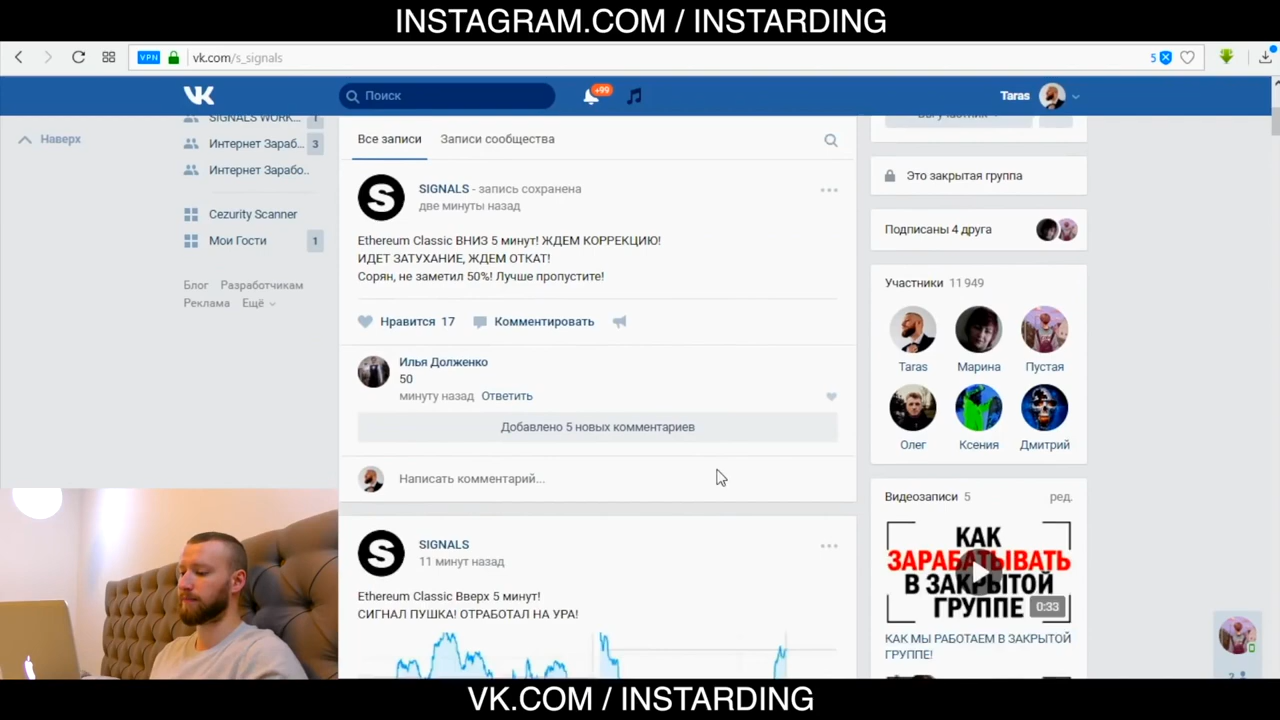 INSTAGRAM.COM / INSTARDING
VPN
vk.com/s_signals
5
Поиск
+99
Taras
Наверх
SIGNALS WORK... 1
Интернет Зараб... 3
Интернет Зарабо..
Cezurity Scanner
Мои Гости 1
Блог Разработчикам
Реклама Ещё
Все записи Записи сообщества
S
SIGNALS - запись сохранена
две минуты назад
Ethereum Classic ВНИЗ 5 минут! ЖДЕМ КОРРЕКЦИЮ!
ИДЕТ ЗАТУХАНИЕ, ЖДЕМ ОТКАТ!
Сорян, не заметил 50%! Лучше пропустите!
Нравится 17 Комментировать
Илья Долженко
50
минуту назад Ответить
Добавлено 5 новых комментариев
Написать комментарий...
S
SIGNALS
11 минут назад
Ethereum Classic Вверх 5 минут!
СИГНАЛ ПУШКА! ОТРАБОТАЛ НА УРА!
Это закрытая группа
Подписаны 4 друга
Участники 11 949
Taras Марина Пустая
Олег Ксения Дмитрий
Видеозаписи 5 ред.
КАК
ЗАРАБАТЫВАТЬ
В ЗАКРЫТОЙ
ГРУППЕ
0:33
КАК МЫ РАБОТАЕМ В ЗАКРЫТОЙ
ГРУППЕ!
VK.COM / INSTARDING